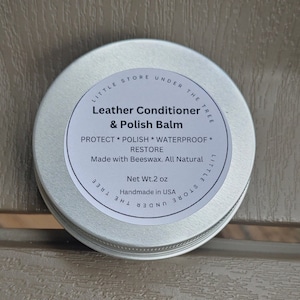 LITTLE STORE UNDER THE TREE
Leather Conditioner
& Polish Balm
PROTECT * POLISH * WATERPROOF *
RESTORE
Made with Beeswax. All Natural
Net Wt.2 oz
Handmade in USA
LITTLE STORE UNDER THE TREE